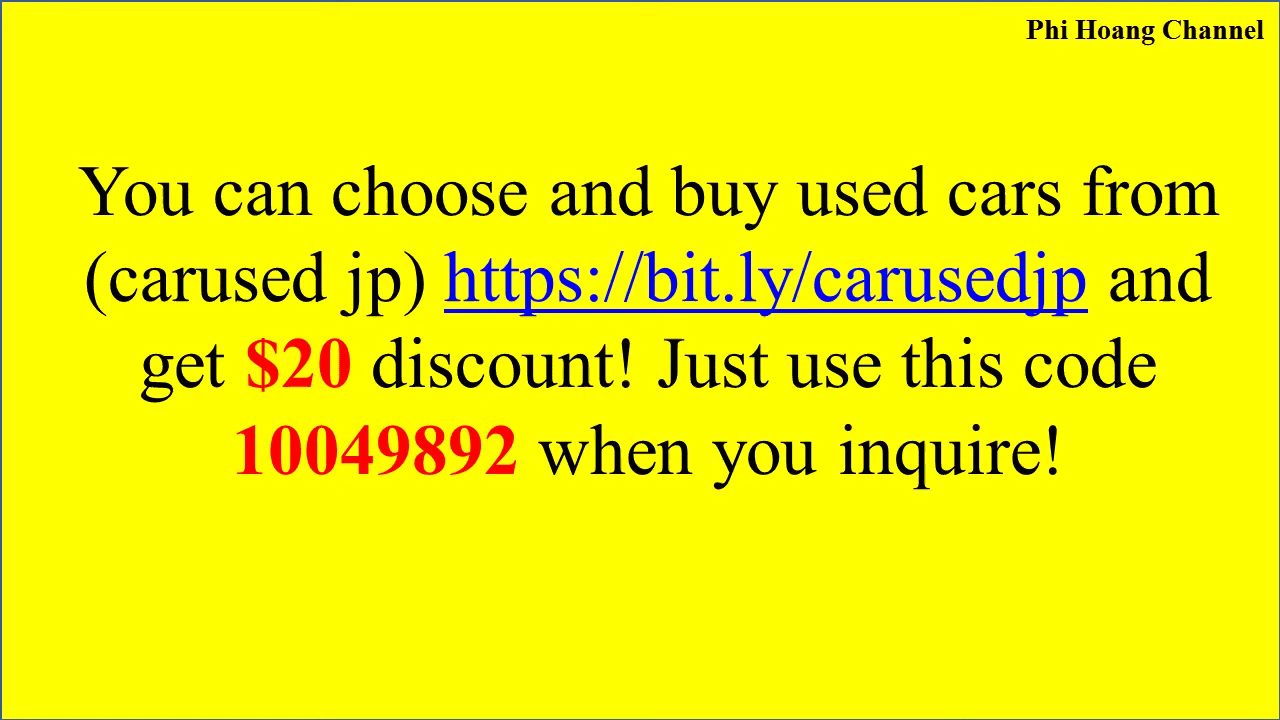 Phi Hoang Channel
You can choose and buy used cars from
(carused jp) https://bit.ly/carusedjp and
get $20 discount! Just use this code
10049892 when you inquire!